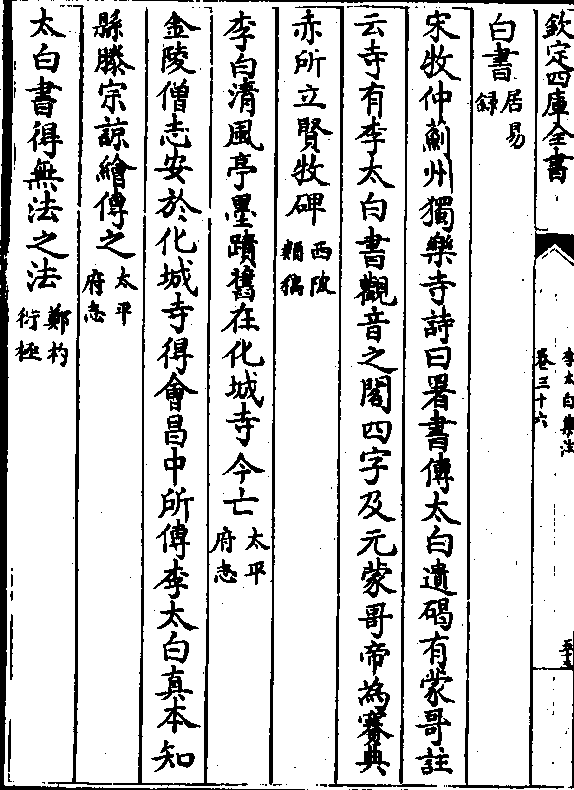 欽定四庫全書
李太白集注
卷三十六
白書居易
錄
宋牧仲薊州獨樂寺詩曰署書傳太白遺碣有蒙哥註
云寺有李太白書觀音之閣四字及元蒙哥帝為賽典
赤所立賢牧碑西陂
類稿
李白清風亭墨蹟舊在化城寺今亡太平
府志
金陵僧志安於化城寺得會昌中所傳李太白真本知
縣滕宗諒繪傳之太平
府志
太白書得無法之法鄭杓
衍極